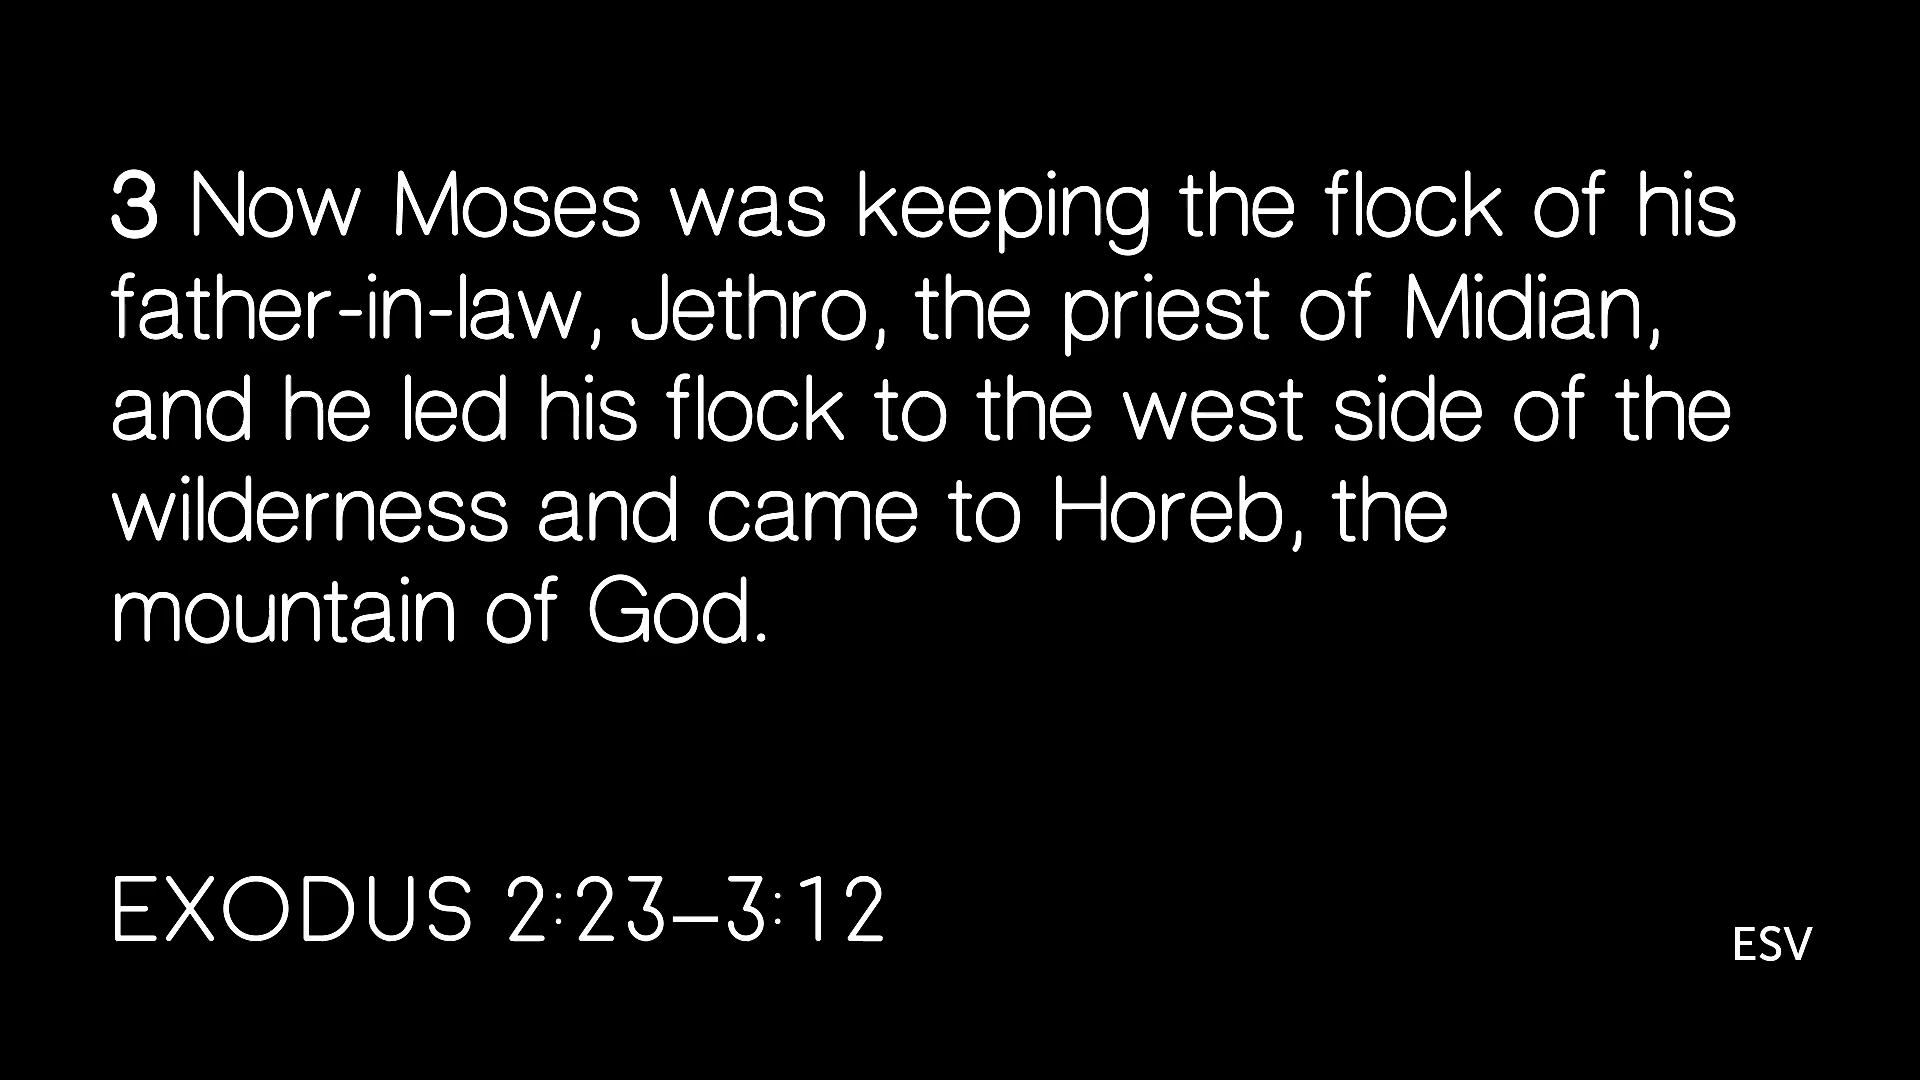 3 Now Moses was keeping the flock of his
father-in-law, Jethro, the priest of Midian,
and he led his flock to the west side of the
wilderness and came to Horeb, the
mountain of God.
EXODUS 2:23–3:12
ESV